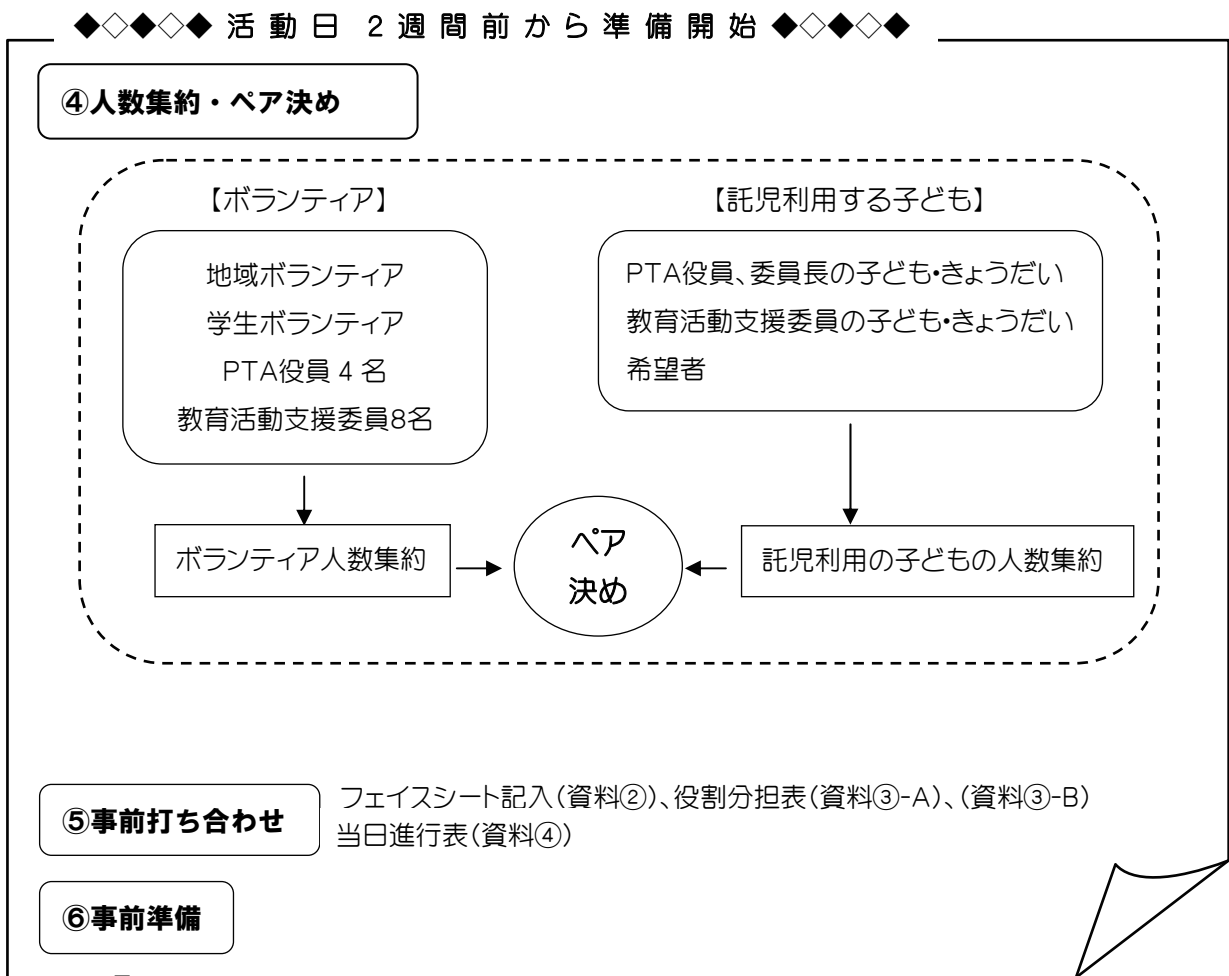 ◆◇◆◇◆ 活動日 2週間前から準備開始 ◆◇◆◇◆
④人数集約・ペア決め
【ボランティア】
地域ボランティア
学生ボランティア
PTA役員 4 名
教育活動支援委員8名
【託児利用する子ども】
PTA役員、委員長の子ども・きょうだい
教育活動支援委員の子ども・きょうだい
希望者
ボランティア人数集約
ペア
決め
託児利用の子どもの人数集約
⑤事前打ち合わせ
フェイスシート記入(資料②)、役割分担表(資料③-A)、(資料③-B)
当日進行表(資料④)
⑥事前準備